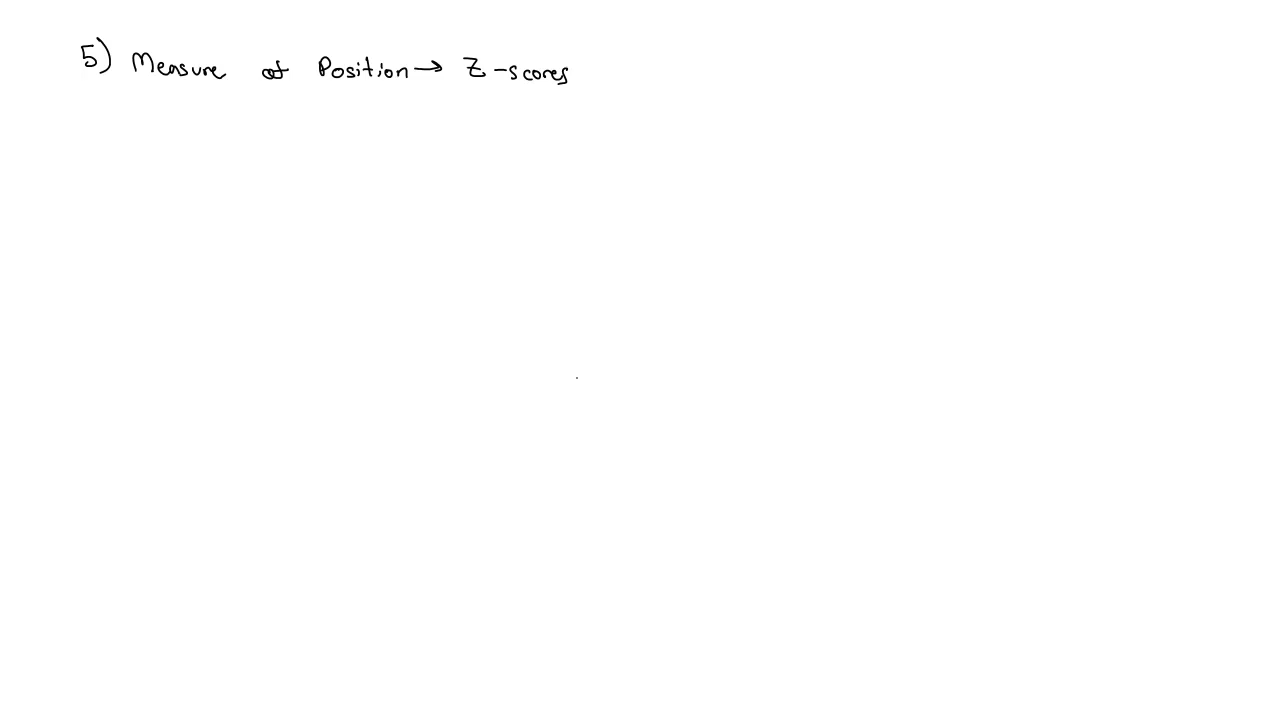 5) Measure of Position → Z-scores